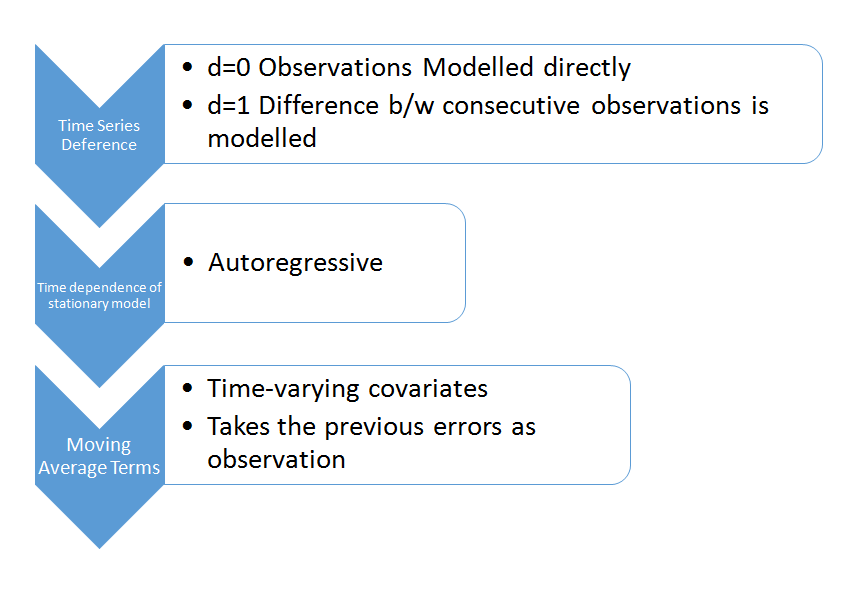 Time Series
Deference
• d=0 Observations Modelled directly
• d=1 Difference b/w consecutive observations is
modelled
Time dependence of
stationary model
• Autoregressive
Moving
Average Terms
• Time-varying covariates
• Takes the previous errors as
observation